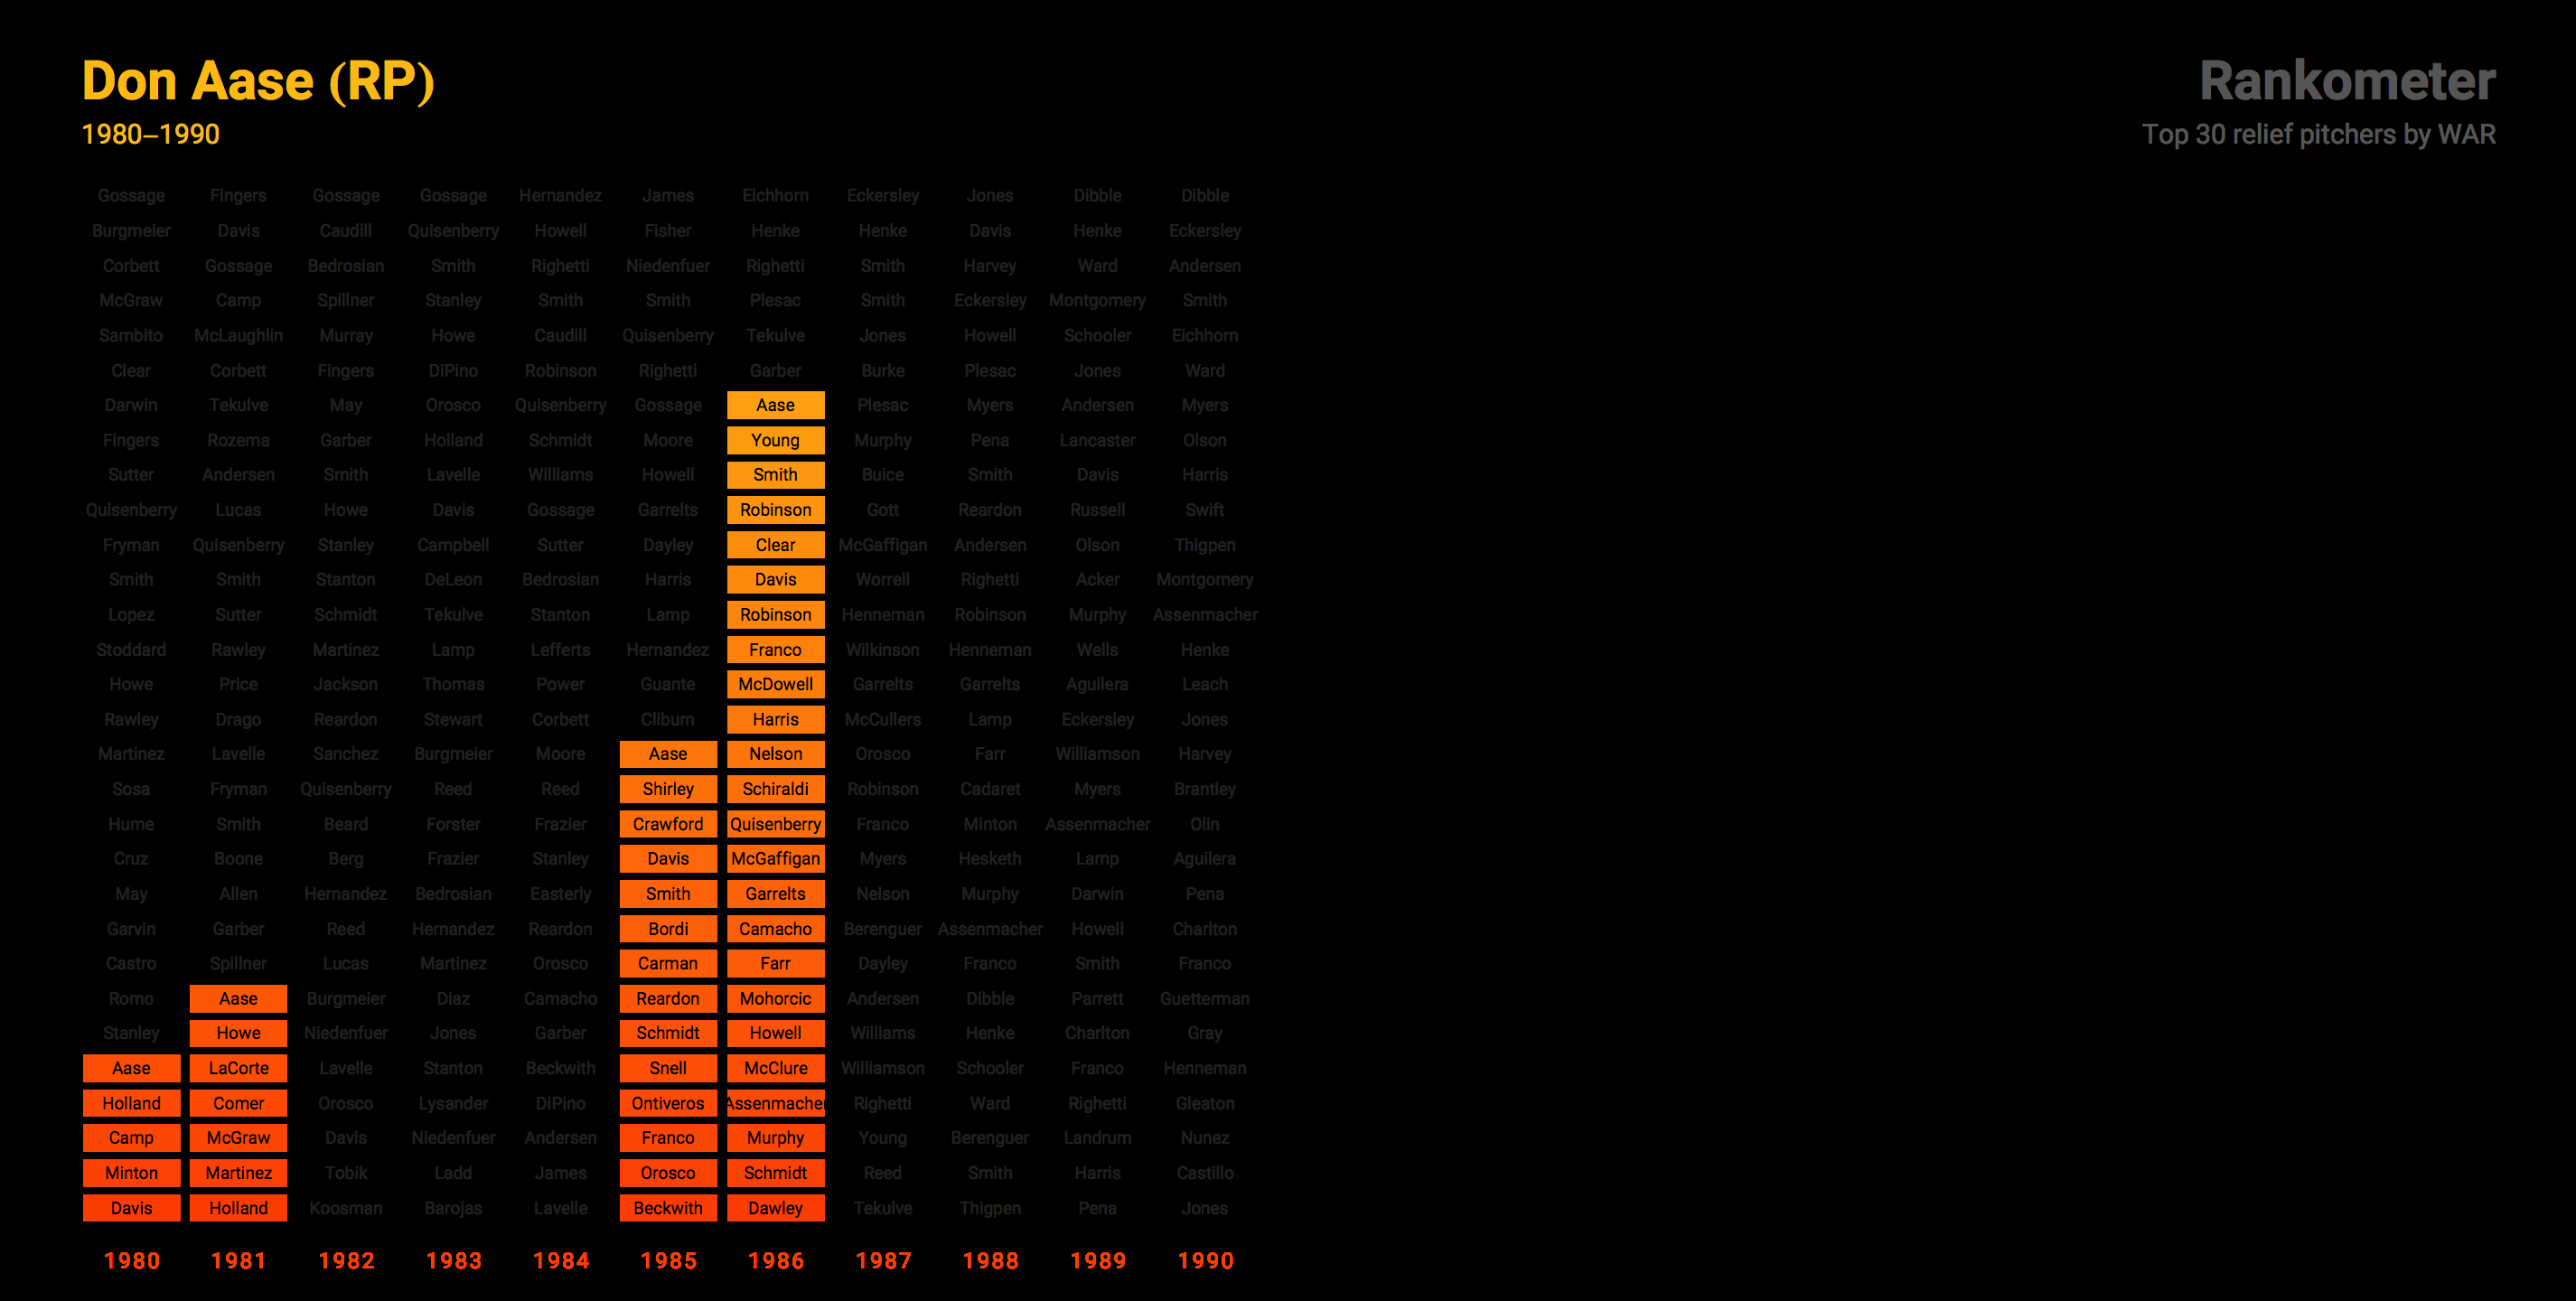 Don Aase (RP)
1980–1990
Rankometer
Top 30 relief pitchers by WAR
Gossage Fingers Gossage Gossage Hernandez James Eichhorn Eckersley Jones Dibble Dibble
Burgmeier Davis Caudill Quisenberry Howell Fisher Henke Henke Davis Henke Eckersley
Corbett Gossage Bedrosian Smith Righetti Niedenfuer Righetti Smith Harvey Ward Andersen
McGraw Camp Spillner Stanley Smith Smith Plesac Smith Eckersley Montgomery Smith
Sambito McLaughlin Murray Howe Caudill Quisenberry Tekulve Jones Howell Schooler Eichhorn
Clear Corbett Fingers DiPino Robinson Righetti Garber Burke Plesac Jones Ward
Darwin Tekulve May Orosco Quisenberry Gossage Aase Plesac Myers Andersen Myers
Fingers Rozema Garber Holland Schmidt Moore Young Murphy Pena Lancaster Olson
Sutter Andersen Smith Lavelle Williams Howell Smith Buice Smith Davis Harris
Quisenberry Lucas Howe Davis Gossage Garrelts Robinson Gott Reardon Russell Swift
Fryman Quisenberry Stanley Campbell Sutter Dayley Clear McGaffigan Andersen Olson Thigpen
Smith Smith Stanton DeLeon Bedrosian Harris Davis Worrell Righetti Acker Montgomery
Lopez Sutter Schmidt Tekulve Stanton Lamp Robinson Henneman Robinson Murphy Assenmacher
Stoddard Rawley Martinez Lamp Lefferts Hernandez Franco Wilkinson Henneman Wells Henke
Howe Price Jackson Thomas Power Guante McDowell Garrelts Garrelts Aguilera Leach
Rawley Drago Reardon Stewart Corbett Cliburn Harris McCullers Lamp Eckersley Jones
Martinez Lavelle Sanchez Burgmeier Moore Aase Nelson Orosco Farr Williamson Harvey
Sosa Fryman Quisenberry Reed Reed Shirley Schiraldi Robinson Cadaret Myers Brantley
Hume Smith Beard Forster Frazier Crawford Quisenberry Franco Minton Assenmacher Olin
Cruz Boone Berg Frazier Stanley Davis McGaffigan Myers Hesketh Lamp Aguilera
May Allen Hernandez Bedrosian Easterly Smith Garrelts Nelson Murphy Darwin Pena
Garvin Garber Reed Hernandez Reardon Bordi Camacho Berenguer Assenmacher Howell Charlton
Castro Spillner Lucas Martinez Orosco Carman Farr Dayley Franco Smith Franco
Romo Aase Burgmeier Diaz Camacho Reardon Mohorcic Andersen Dibble Parrett Guetterman
Stanley Howe Niedenfuer Jones Garber Schmidt Howell Williams Henke Charlton Gray
Aase LaCorte Lavelle Stanton Beckwith Snell McClure Williamson Schooler Franco Henneman
Holland Comer Orosco Lysander DiPino Ontiveros Assenmacher Righetti Ward Righetti Gleaton
Camp McGraw Davis Niedenfuer Andersen Franco Murphy Young Berenguer Landrum Nunez
Minton Martinez Tobik Ladd James Orosco Schmidt Reed Smith Harris Castillo
Davis Holland Koosman Barojas Lavelle Beckwith Dawley Tekulve Thigpen Pena Jones
1980 1981 1982 1983 1984 1985 1986 1987 1988 1989 1990